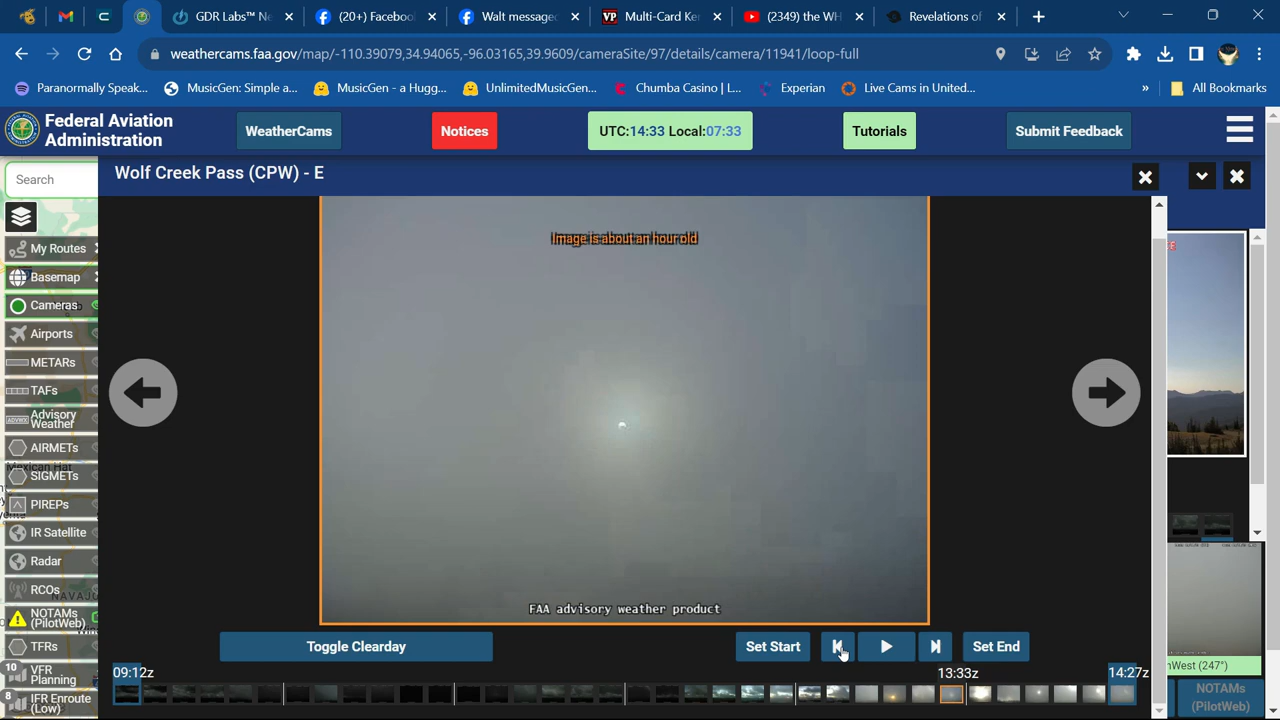 GDR Labs™ Ne
(20+) Faceboo
Walt message
Multi-Card Ke
(2349) the WH
Revelations of
weathercams.faa.gov/map/-110.39079,34.94065,-96.03165,39.9609/cameraSite/97/details/camera/11941/loop-full
Paranormally Speak...
MusicGen: Simple a...
MusicGen - a Hugg...
UnlimitedMusicGen...
Chumba Casino | L...
Experian
Live Cams in United...
»
All Bookmarks
Federal Aviation
Administration
WeatherCams
Notices
UTC:14:33 Local:07:33
Tutorials
Submit Feedback
Search
Wolf Creek Pass (CPW) - E
My Routes
Basemap
Cameras
Airports
METARs
TAFs
Advisory
Weather
AIRMETs
SIGMETs
PIREPs
IR Satellite
Radar
RCOs
NOTAMs
(PilotWeb)
TFRs
10
VFR
Planning
8
IFR Enroute
(Low)
Image is about an hour old
FAA advisory weather product
Toggle Clearday
Set Start
Set End
09:12z
13:33z
14:27z
nWest (247°)
NOTAMs
(PilotWeb)